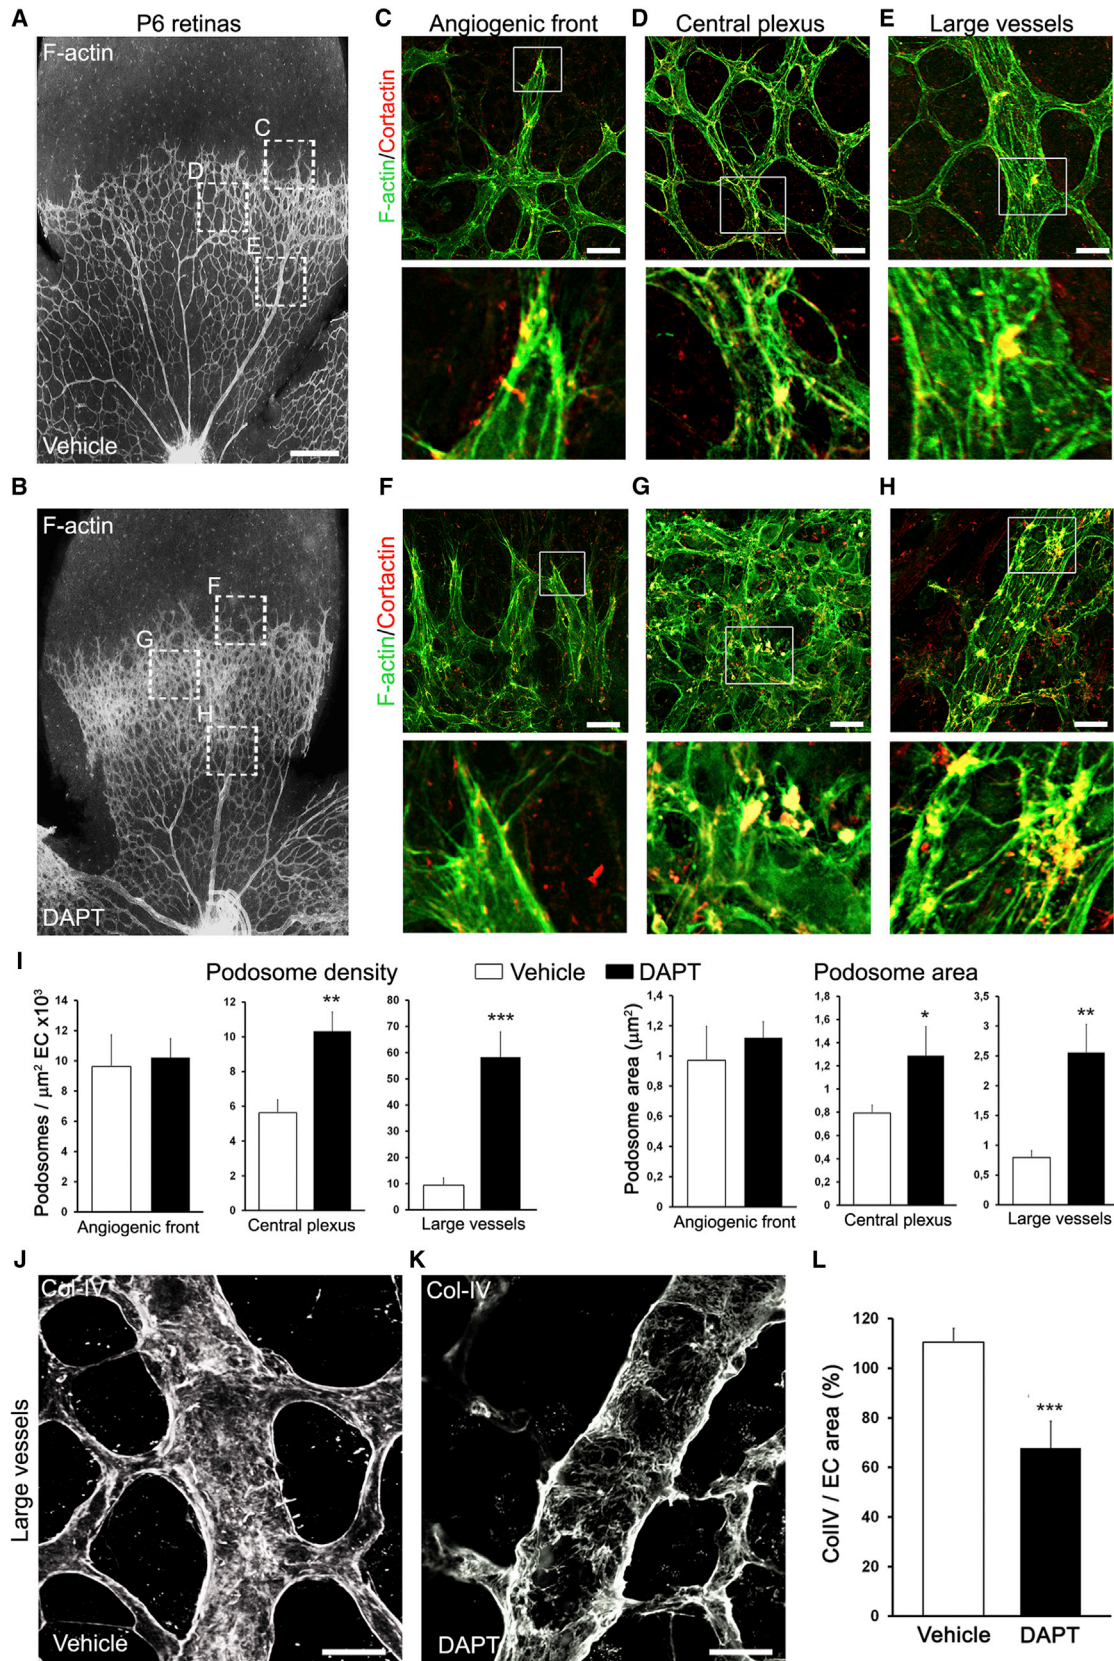 A
P6 retinas
F-actin
C
D
E
Vehicle
C
Angiogenic front
D
Central plexus
E
Large vessels
F-actin/Cortactin
B
F-actin
F
G
H
DAPT
F
G
H
F-actin/Cortactin
I
Podosome density
Vehicle
DAPT
Podosome area
Podosomes / μm² EC x10³
14
12
10
8
6
4
2
0
Angiogenic front
12
10
8
6
4
2
0
**
Central plexus
80
70
60
50
40
30
20
10
0
***
Large vessels
Podosome area (μm²)
1,4
1,2
1
0,8
0,6
0,4
0,2
0
Angiogenic front
1,8
1,6
1,4
1,2
1
0,8
0,6
0,4
0,2
0
*
Central plexus
3,5
3
2,5
2
1,5
1
0,5
0
**
Large vessels
J
Col-IV
Large vessels
Vehicle
K
Col-IV
DAPT
L
ColIV / EC area (%)
120
100
80
60
40
20
0
***
Vehicle
DAPT